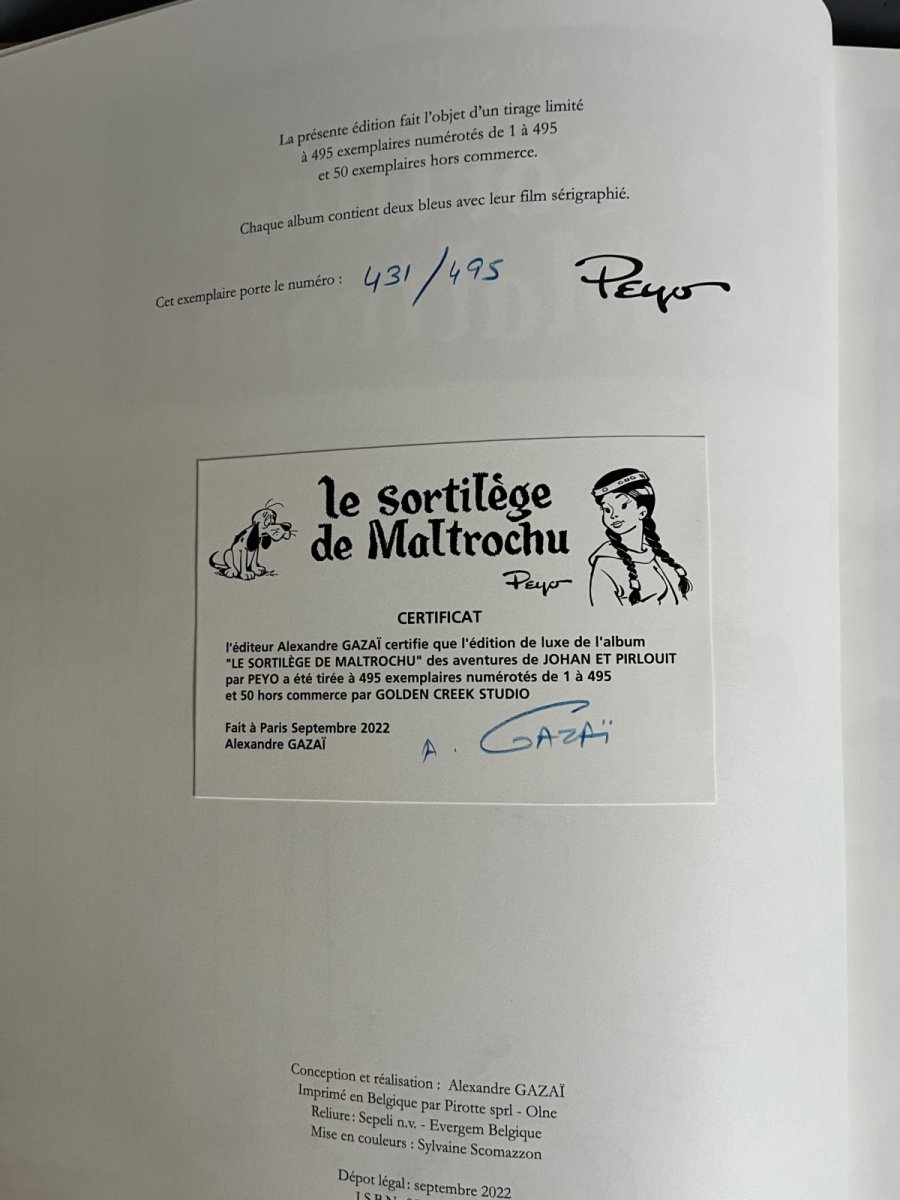 La présente édition fait l'objet d'un tirage limité
à 495 exemplaires numérotés de 1 à 495
et 50 exemplaires hors commerce.
Chaque album contient deux bleus avec leur film sérigraphié.
Cet exemplaire porte le numéro : 431/495 Peyo
le sortilège
de Maltrochu
Peyo
CERTIFICAT
l'éditeur Alexandre GAZAÏ certifie que l'édition de luxe de l'album
"LE SORTILÈGE DE MALTROCHU" des aventures de JOHAN ET PIRLOUIT
par PEYO a été tirée à 495 exemplaires numérotés de 1 à 495
et 50 hors commerce par GOLDEN CREEK STUDIO
Fait à Paris Septembre 2022
Alexandre GAZAÏ
A. GAZAÏ
Conception et réalisation : Alexandre GAZAÏ
Imprimé en Belgique par Pirotte sprl - Olne
Reliure : Sepeli n.v. - Evergem Belgique
Mise en couleurs : Sylvaine Scomazzon
Dépot légal : septembre 2022